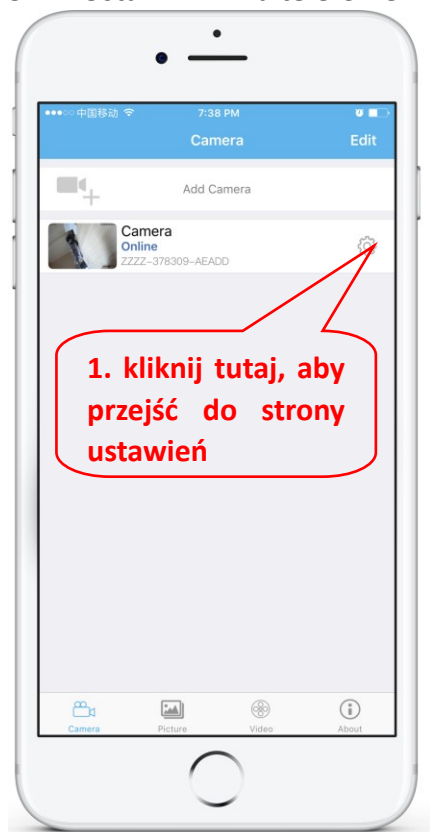 中国移动 7:38 PM
Camera Edit
Add Camera
Camera
Online
ZZZZ-378309-AEADD
1. kliknij tutaj, aby
przejść do strony
ustawień
Camera Picture Video About